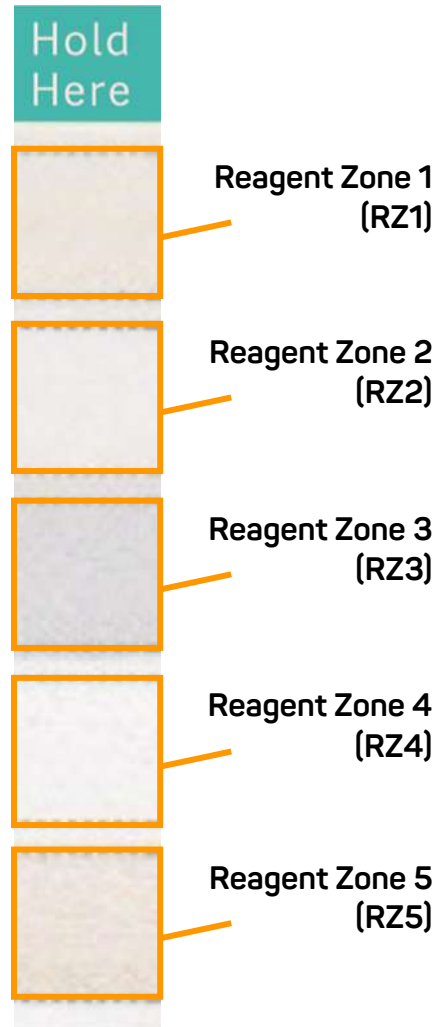 Hold
Here
Reagent Zone 1
(RZ1)
Reagent Zone 2
(RZ2)
Reagent Zone 3
(RZ3)
Reagent Zone 4
(RZ4)
Reagent Zone 5
(RZ5)